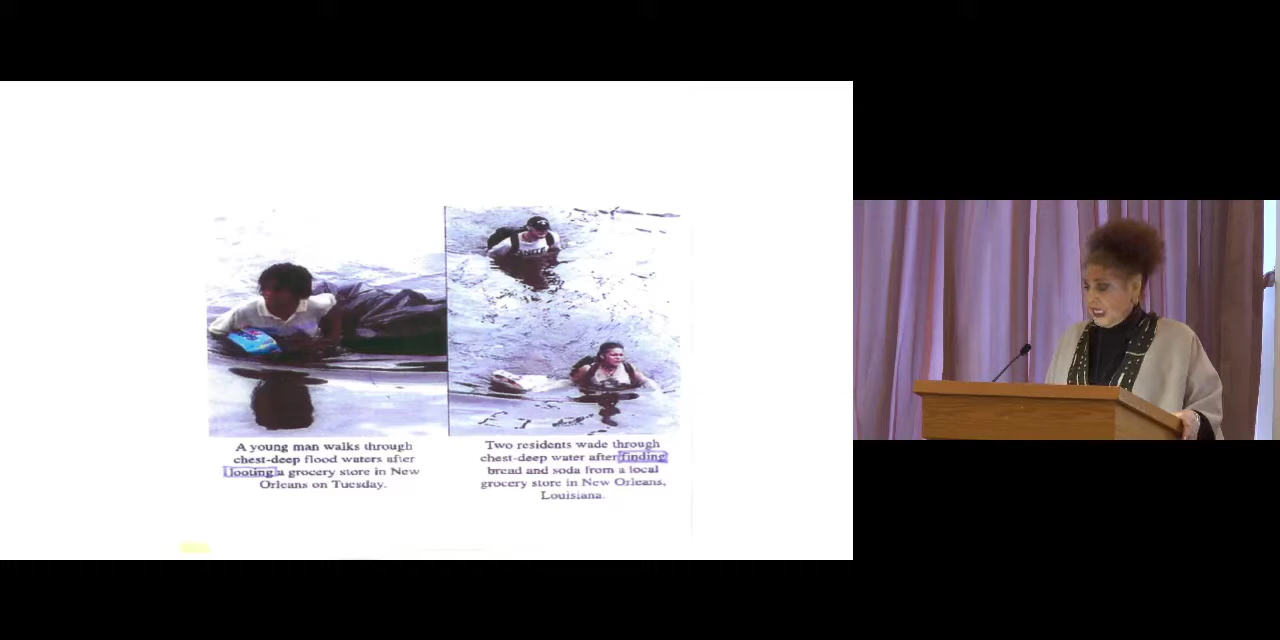 A young man walks through
chest-deep flood waters after
looting a grocery store in New
Orleans on Tuesday.
Two residents wade through
chest-deep water after finding
bread and soda from a local
grocery store in New Orleans,
Louisiana.